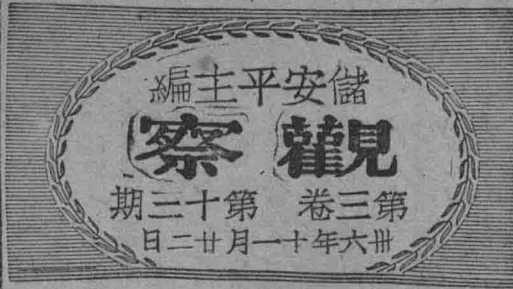 儲安平主編
觀察
第三卷 第十三期
卅六年十一月廿二日